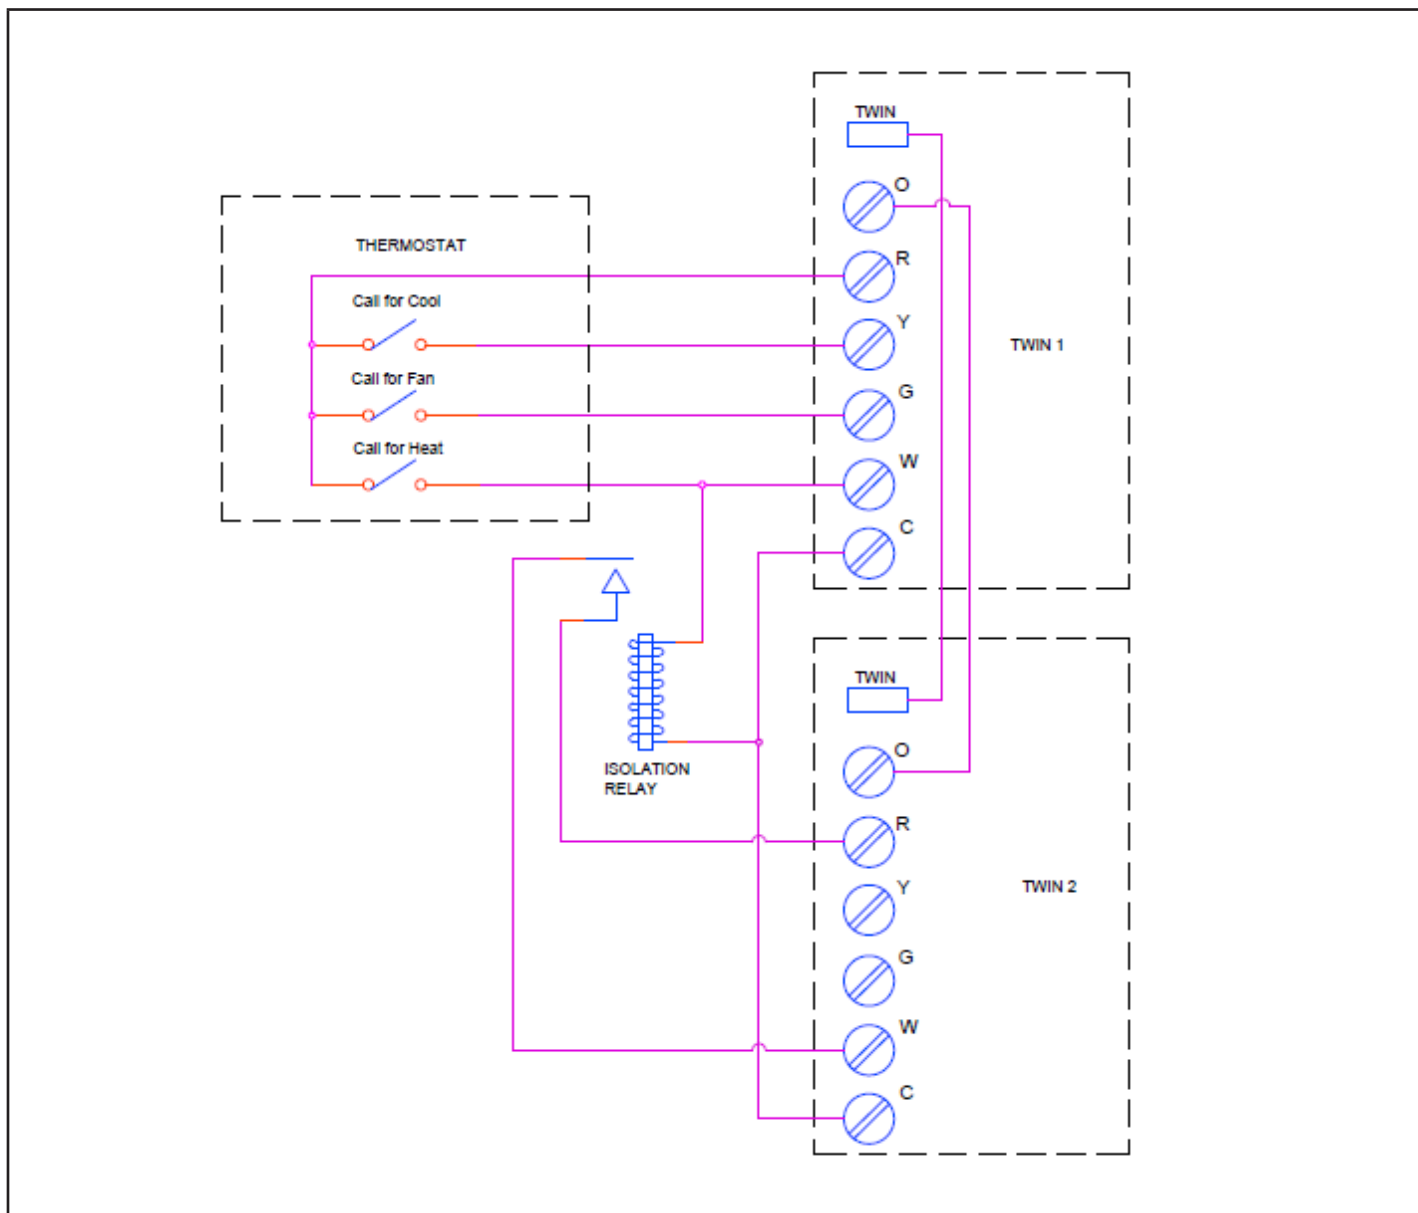 TWIN
O
THERMOSTAT
R
Call for Cool
Y
TWIN 1
Call for Fan
G
Call for Heat
W
C
TWIN
O
ISOLATION
RELAY
R
Y
TWIN 2
G
W
C